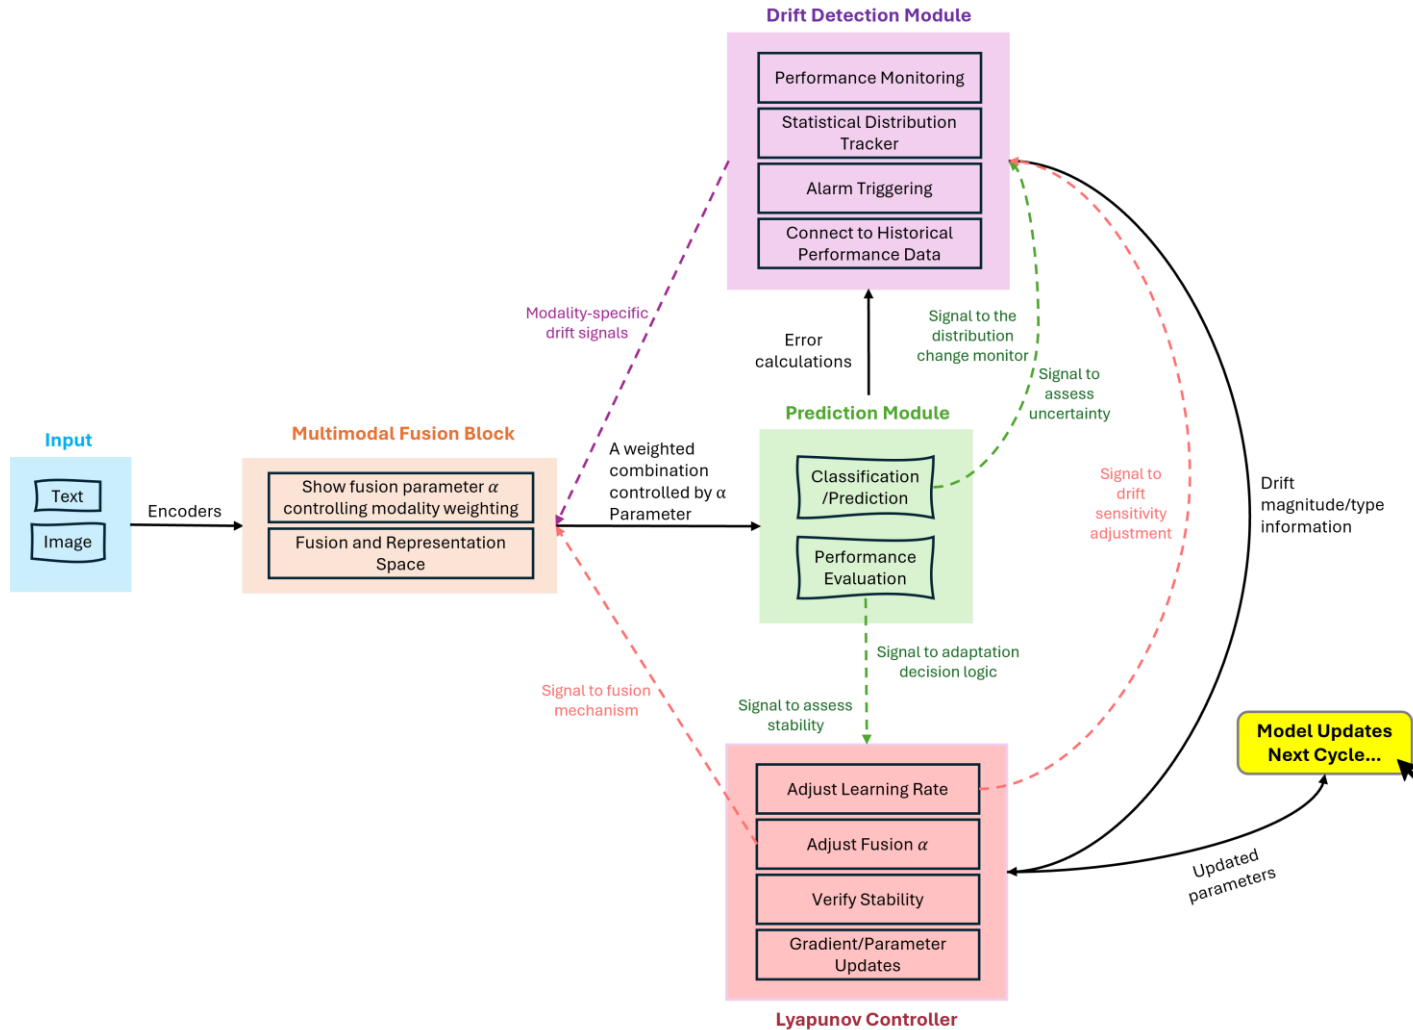 Drift Detection Module
Performance Monitoring
Statistical Distribution
Tracker
Alarm Triggering
Connect to Historical
Performance Data
Modality-specific
drift signals
Error
calculations
Signal to the
distribution
change monitor
Signal to
assess
uncertainty
Input
Text
Image
Encoders
Multimodal Fusion Block
Show fusion parameter α
controlling modality weighting
Fusion and Representation
Space
A weighted
combination
controlled by α
Parameter
Prediction Module
Classification
/Prediction
Performance
Evaluation
Signal to
drift
sensitivity
adjustment
Drift
magnitude/type
information
Signal to fusion
mechanism
Signal to adaptation
decision logic
Signal to assess
stability
Model Updates
Next Cycle...
Updated
parameters
Adjust Learning Rate
Adjust Fusion α
Verify Stability
Gradient/Parameter
Updates
Lyapunov Controller